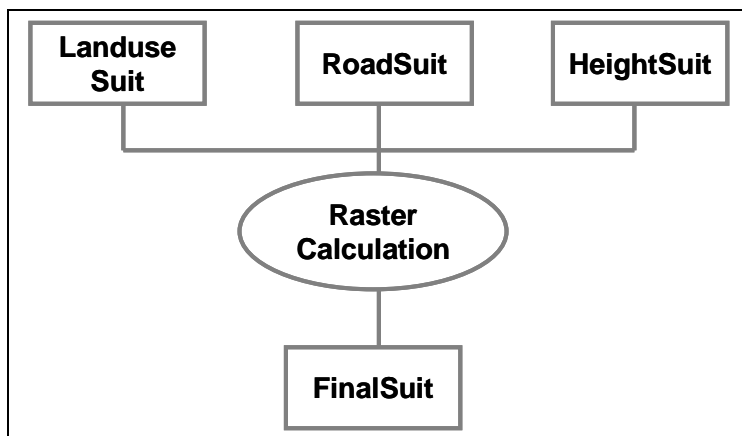 Landuse
Suit
RoadSuit
HeightSuit
Raster
Calculation
FinalSuit